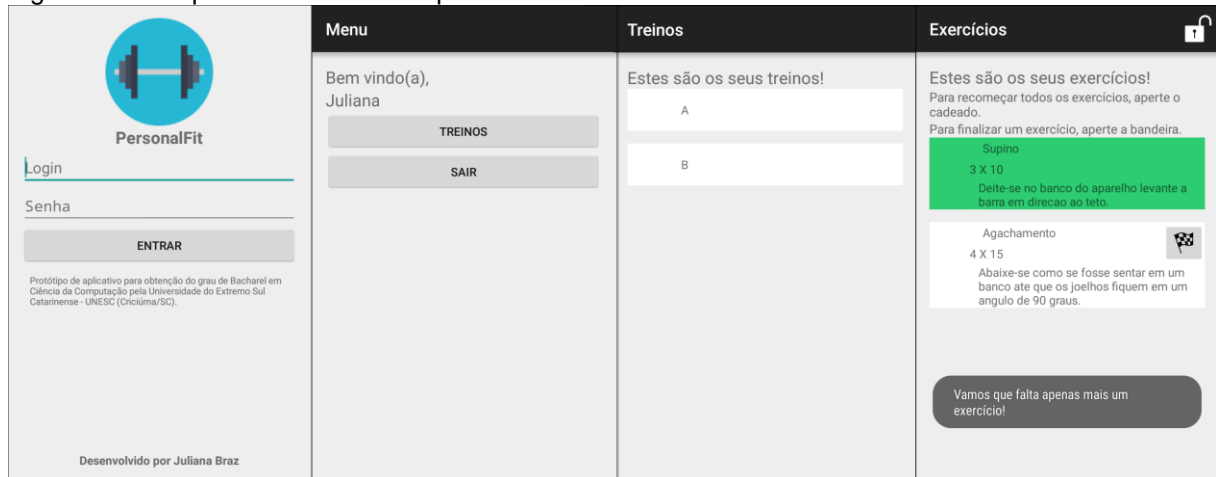 PersonalFit
Login
Senha
ENTRAR
Protótipo de aplicativo para obtenção do grau de Bacharel em
Ciência da Computação pela Universidade do Extremo Sul
Catarinense - UNESC (Criciúma/SC).
Desenvolvido por Juliana Braz
Menu
Bem vindo(a),
Juliana
TREINOS
SAIR
Treinos
Estes são os seus treinos!
A
B
Exercícios
Estes são os seus exercícios!
Para recomeçar todos os exercícios, aperte o
cadeado.
Para finalizar um exercício, aperte a bandeira.
Supino
3 X 10
Deite-se no banco do aparelho levante a
barra em direcao ao teto.
Agachamento
4 X 15
Abaixe-se como se fosse sentar em um
banco ate que os joelhos fiquem em um
angulo de 90 graus.
Vamos que falta apenas mais um
exercício!